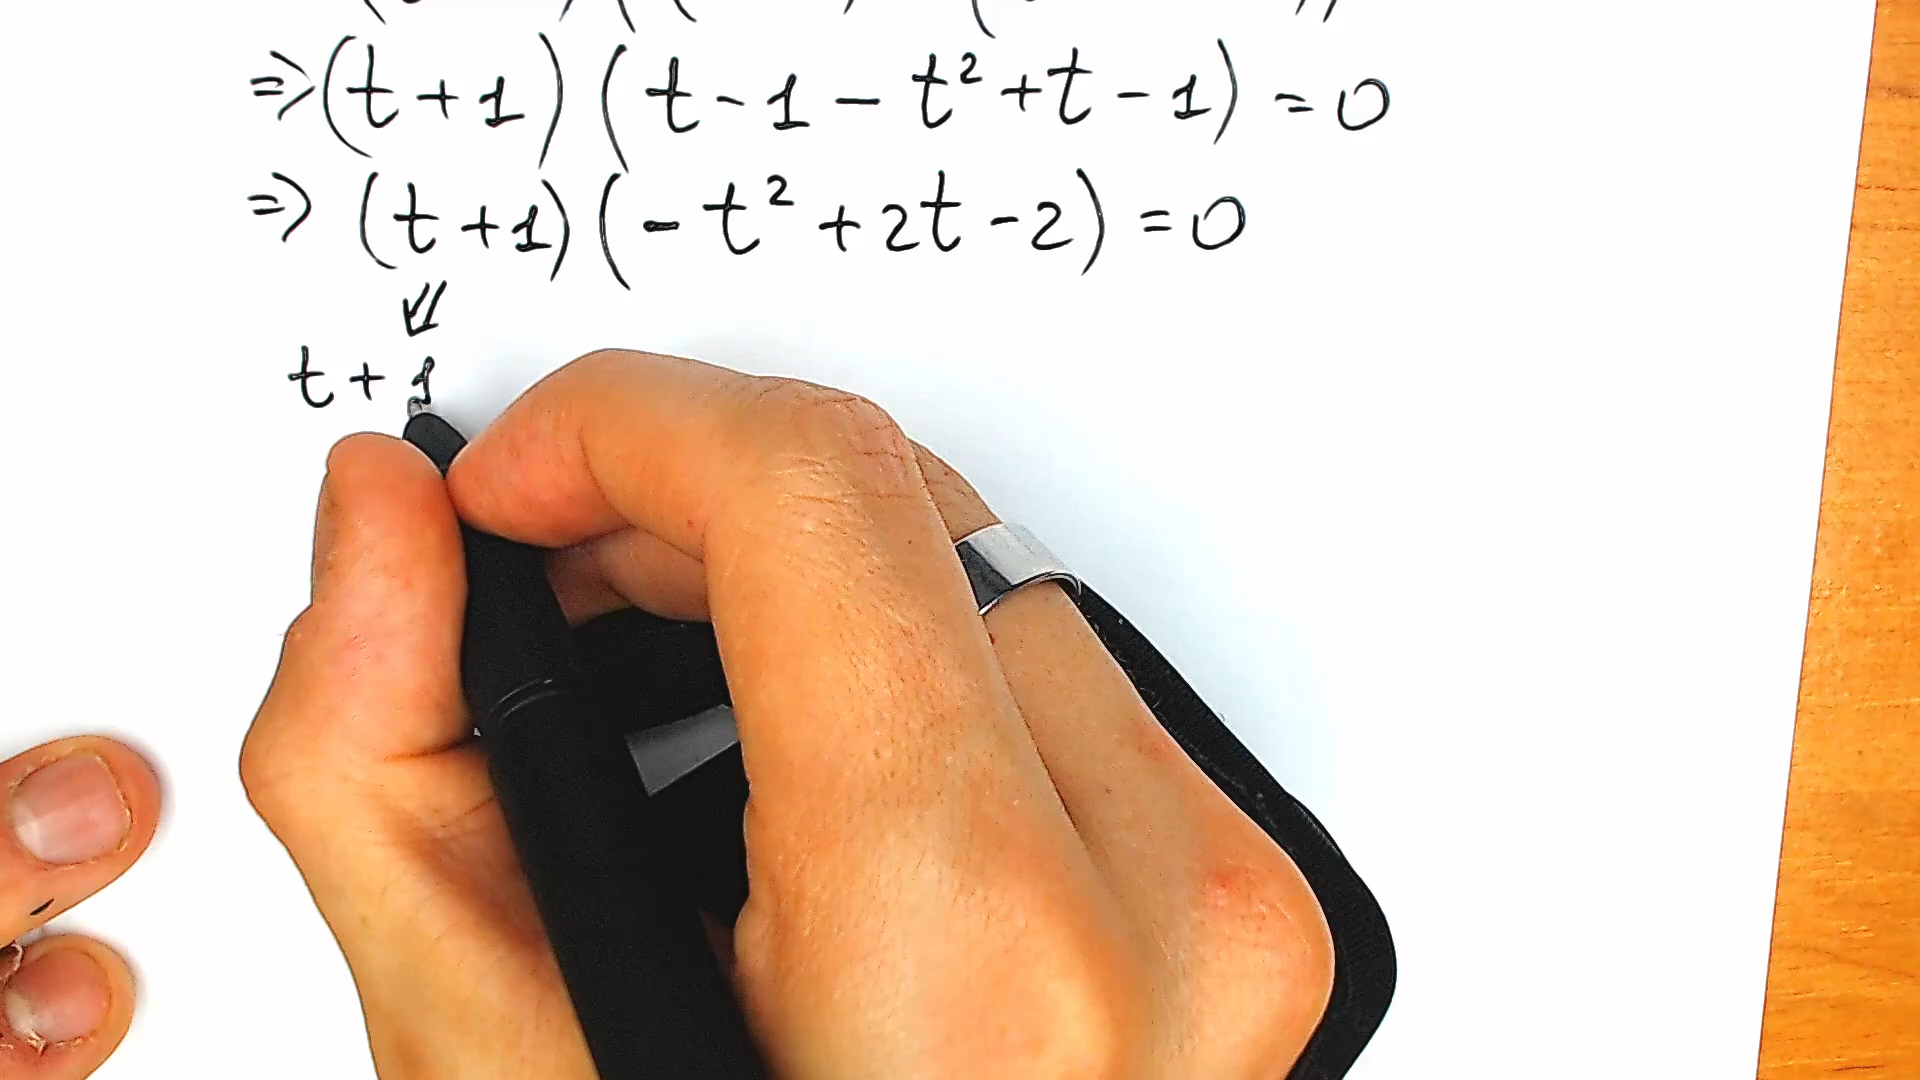 => (t + 1) (t - 1 - t² + t - 1) = 0
=> (t + 1) (- t² + 2t - 2) = 0
t + 1